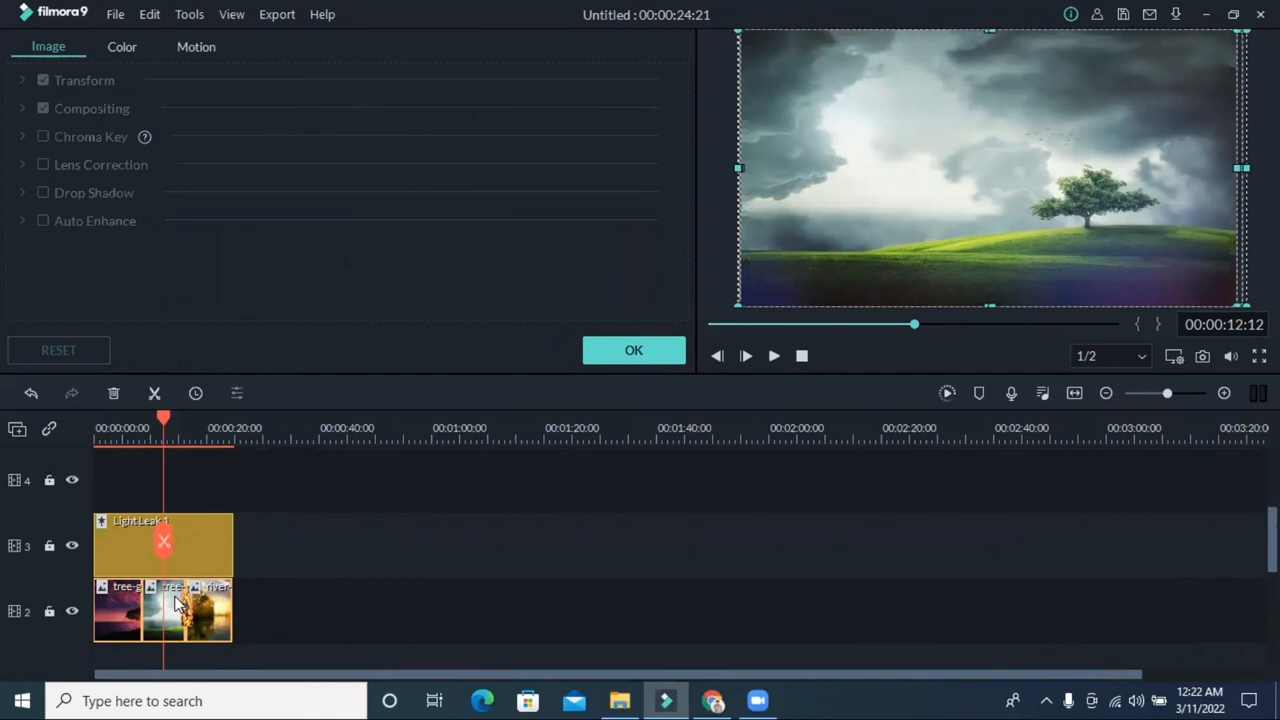 filmora9 File Edit Tools View Export Help Untitled : 00:00:24:21
Image Color Motion
Transform
Compositing
Chroma Key ?
Lens Correction
Drop Shadow
Auto Enhance
RESET OK
{ } 00:00:12:12
1/2
00:00:00:00 00:00:20:00 00:00:40:00 00:01:00:00 00:01:20:00 00:01:40:00 00:02:00:00 00:02:20:00 00:02:40:00 00:03:00:00 00:03:20:0
4
Light Leak 1
3
tree-g tree- river-
2
Type here to search
12:22 AM
3/11/2022